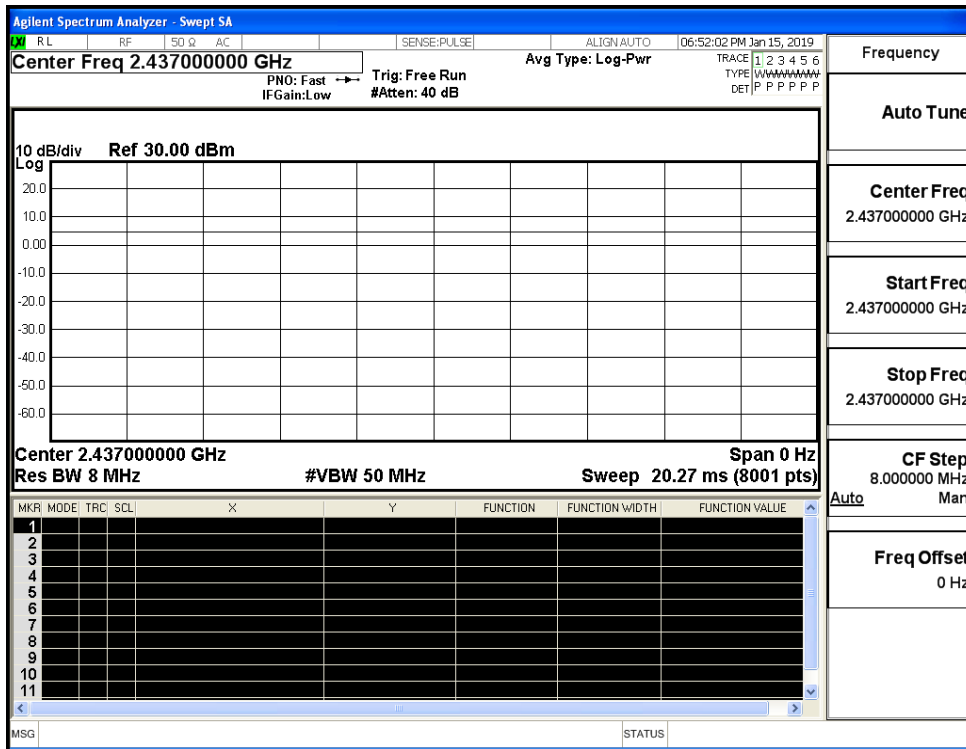 Agilent Spectrum Analyzer - Swept SA
LXI RL RF 50 Ω AC SENSE:PULSE ALIGN AUTO 06:52:02 PM Jan 15, 2019
Center Freq 2.437000000 GHz
Avg Type: Log-Pwr
TRACE 1 2 3 4 5 6
PNO: Fast
Trig: Free Run
TYPE WWWWWW
IFGain:Low
#Atten: 40 dB
DET P P P P P P
10 dB/div Ref 30.00 dBm
Log
20.0
10.0
0.00
-10.0
-20.0
-30.0
-40.0
-50.0
-60.0
Center 2.437000000 GHz Span 0 Hz
Res BW 8 MHz #VBW 50 MHz Sweep 20.27 ms (8001 pts)
MKR MODE TRC SCL X Y FUNCTION FUNCTION WIDTH FUNCTION VALUE
1
2
3
4
5
6
7
8
9
10
11
MSG STATUS
Frequency
Auto Tune
Center Freq
2.437000000 GHz
Start Freq
2.437000000 GHz
Stop Freq
2.437000000 GHz
CF Step
8.000000 MHz
Auto Man
Freq Offset
0 Hz